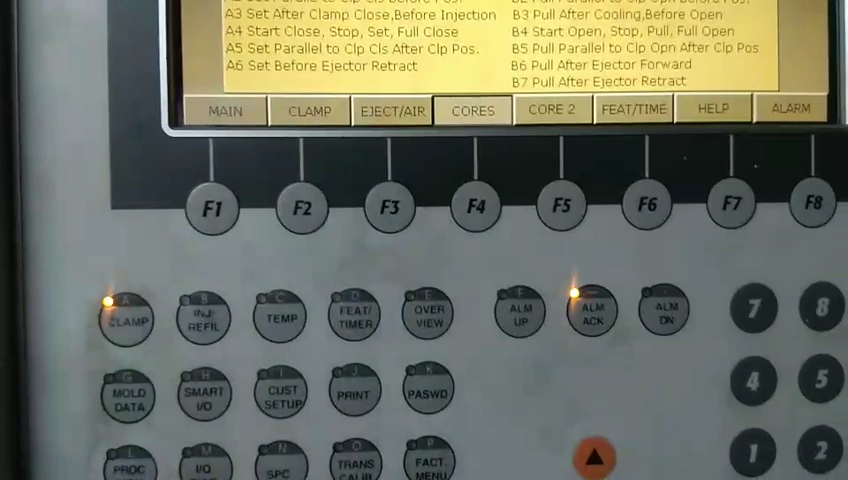 A3 Set After Clamp Close,Before Injection
A4 Start Close, Stop, Set, Full Close
A5 Set Parallel to Clp Cls After Clp Pos.
A6 Set Before Ejector Retract
B3 Pull After Cooling,Before Open
B4 Start Open, Stop, Pull, Full Open
B5 Pull Parallel to Clp Opn After Clp Pos
B6 Pull After Ejector Forward
B7 Pull After Ejector Retract
MAIN CLAMP EJECT/AIR CORES CORE 2 FEAT/TIME HELP ALARM
F1 F2 F3 F4 F5 F6 F7 F8
A CLAMP
B INJ/ REFIL
C TEMP
D FEAT/ TIMER
E OVER VIEW
F ALM UP
ALM ACK
ALM DN
7 8
G MOLD DATA
H SMART I/O
I CUST SETUP
J PRINT
K PASWD
4 5
L PROC
M I/O
N SPC
O TRANS CALIB
P FACT. MENU
1 2